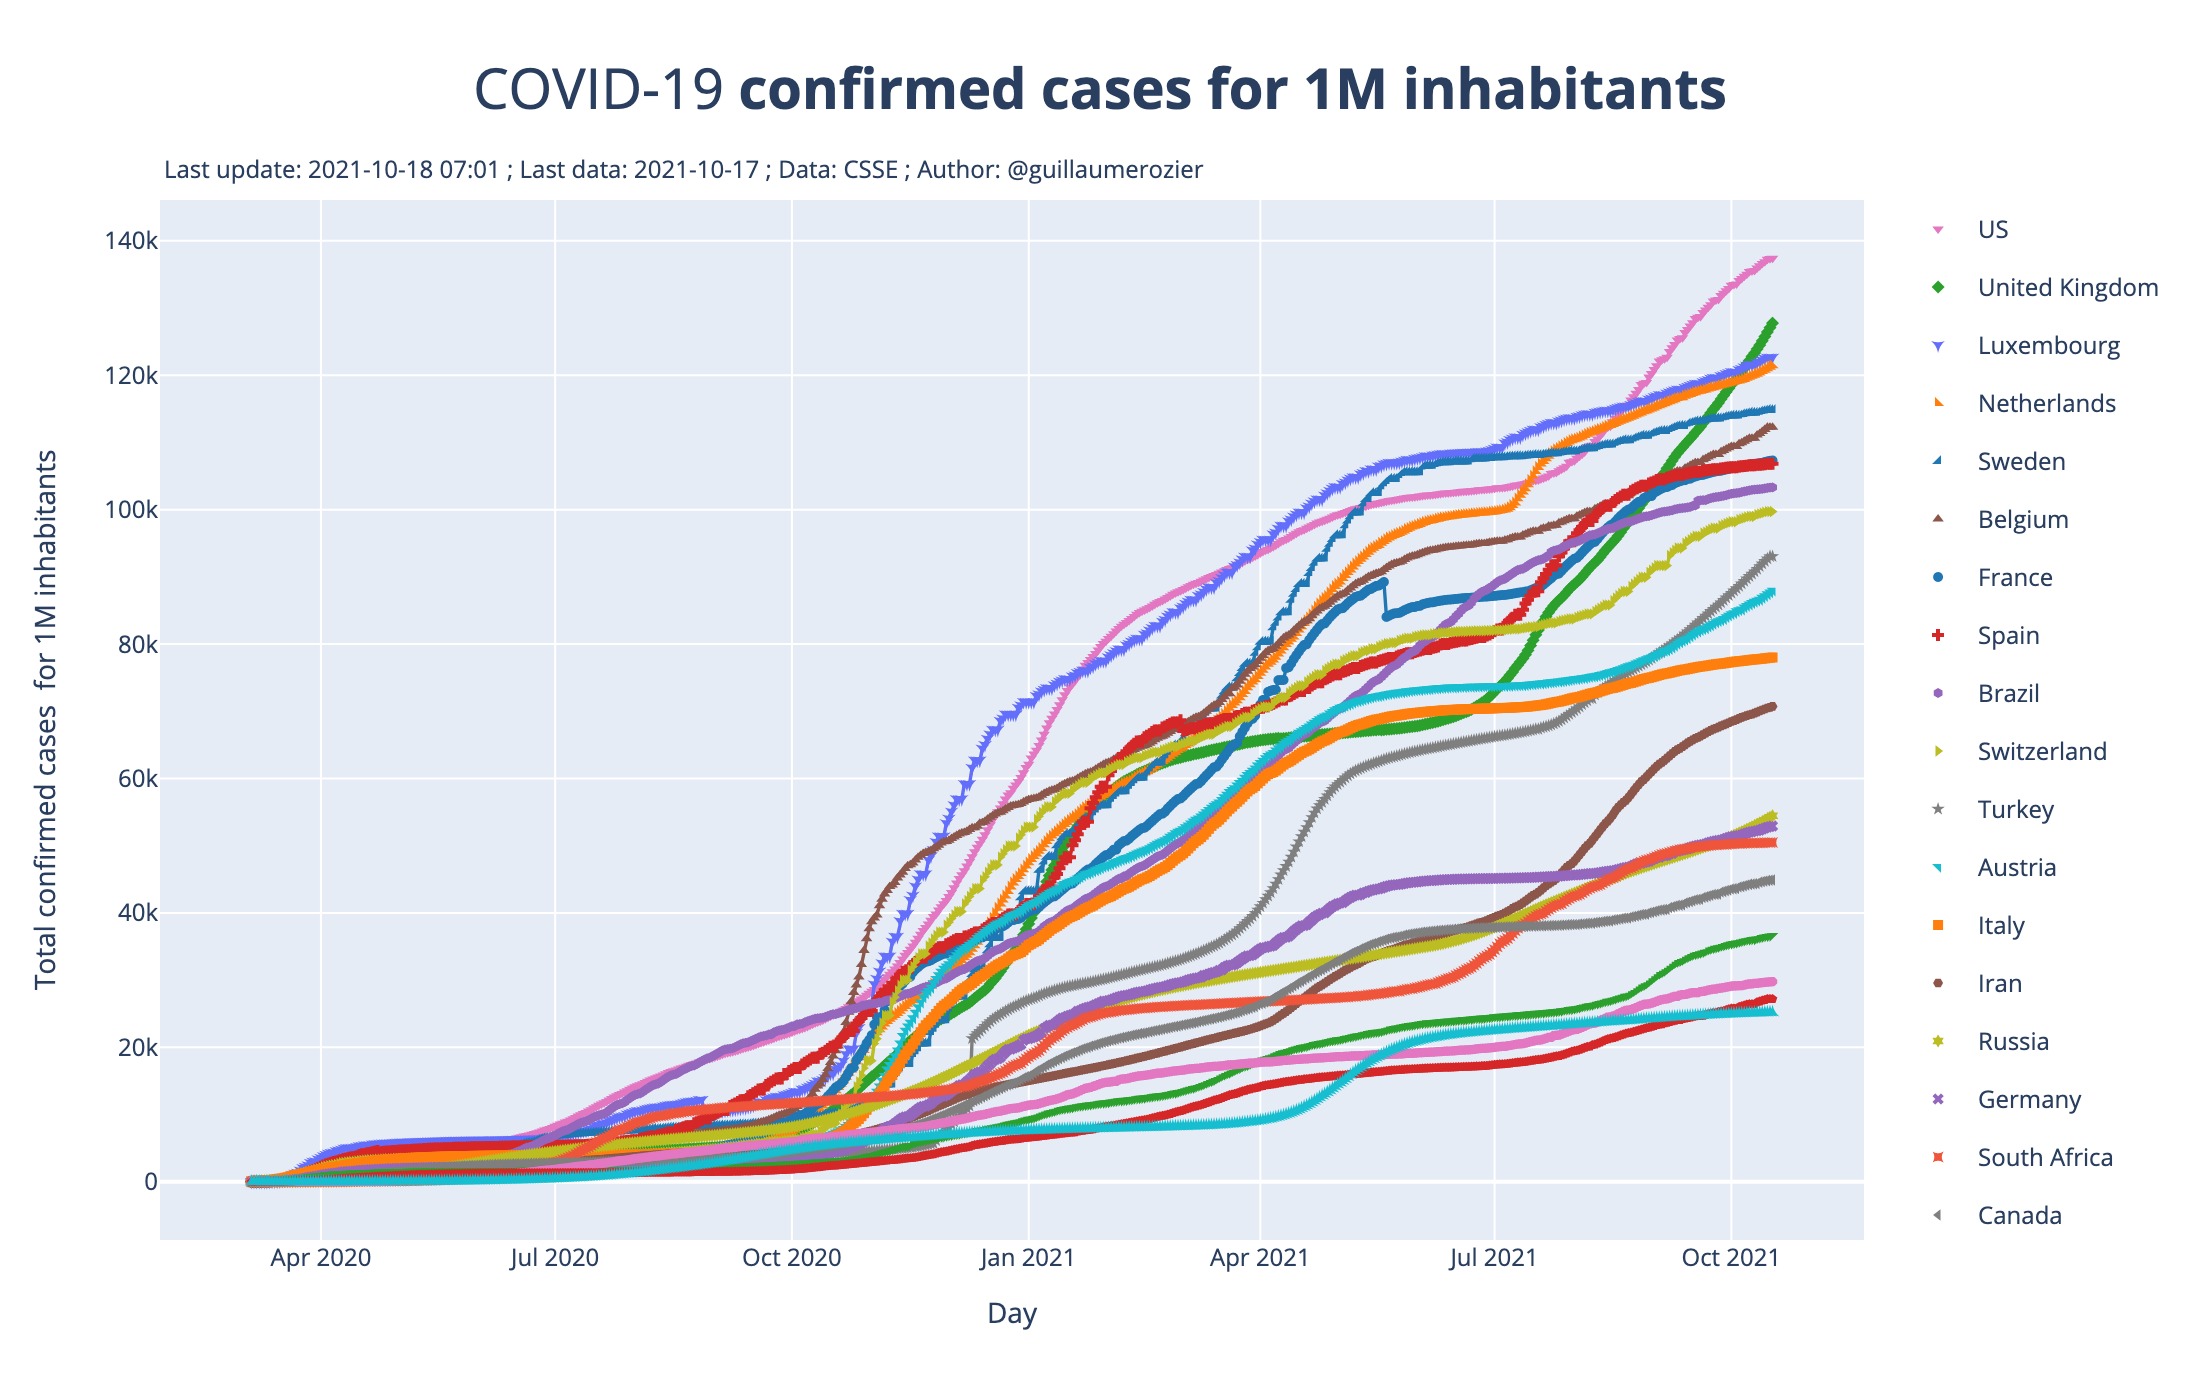 COVID-19 confirmed cases for 1M inhabitants
Last update: 2021-10-18 07:01 ; Last data: 2021-10-17 ; Data: CSSE ; Author: @guillaumerozier
Total confirmed cases for 1M inhabitants
140k
120k
100k
80k
60k
40k
20k
0
Apr 2020
Jul 2020
Oct 2020
Jan 2021
Apr 2021
Jul 2021
Oct 2021
Day
US
United Kingdom
Luxembourg
Netherlands
Sweden
Belgium
France
Spain
Brazil
Switzerland
Turkey
Austria
Italy
Iran
Russia
Germany
South Africa
Canada